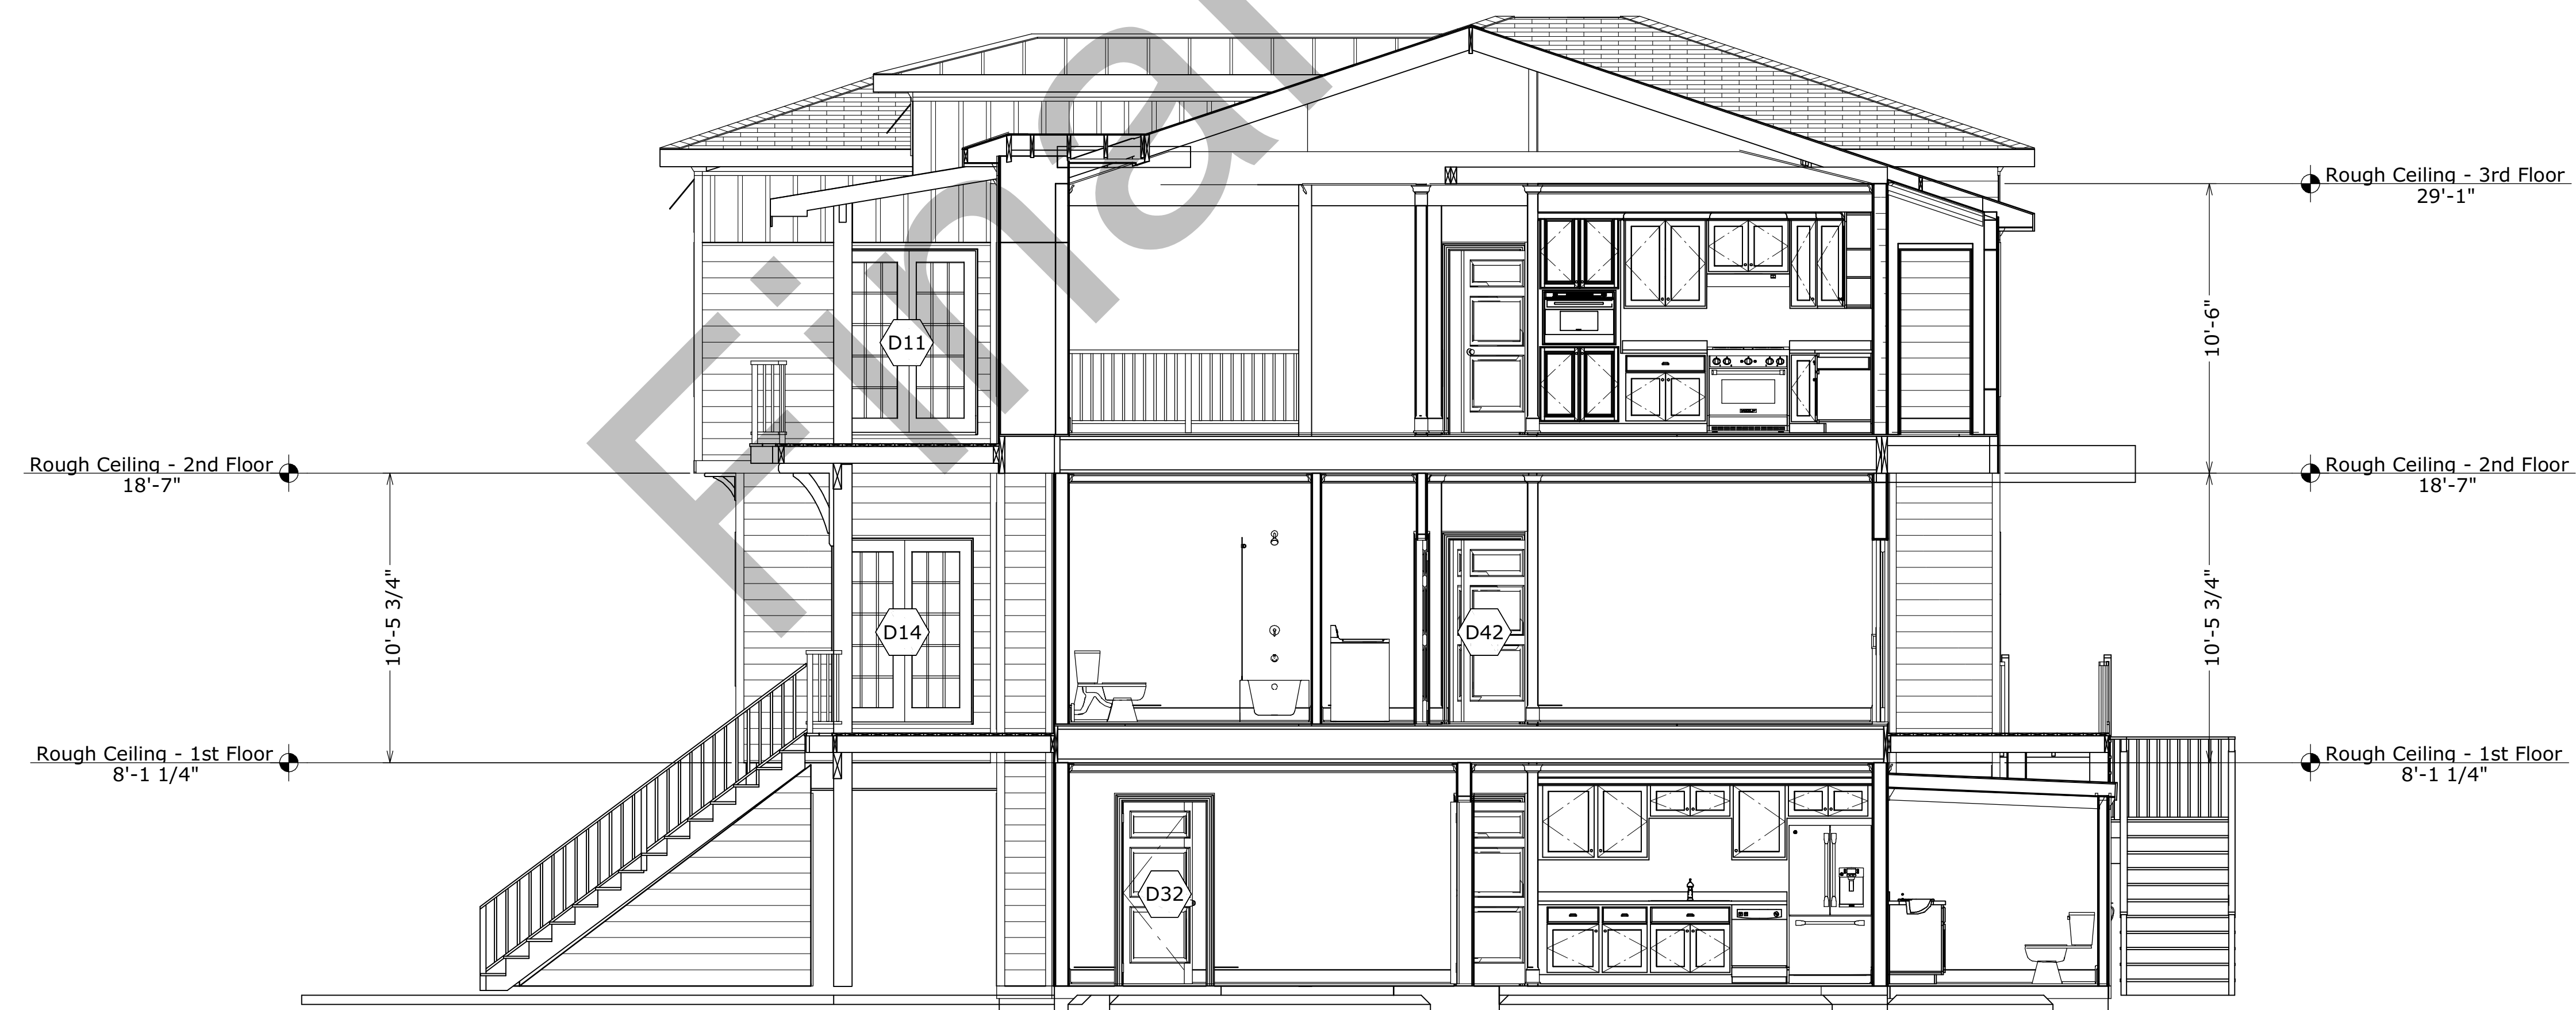 Final
Rough Ceiling - 3rd Floor
29'-1"
10'-6"
D11
Rough Ceiling - 2nd Floor
18'-7"
Rough Ceiling - 2nd Floor
18'-7"
10'-5 3/4"
D14
D42
10'-5 3/4"
Rough Ceiling - 1st Floor
8'-1 1/4"
Rough Ceiling - 1st Floor
8'-1 1/4"
D32